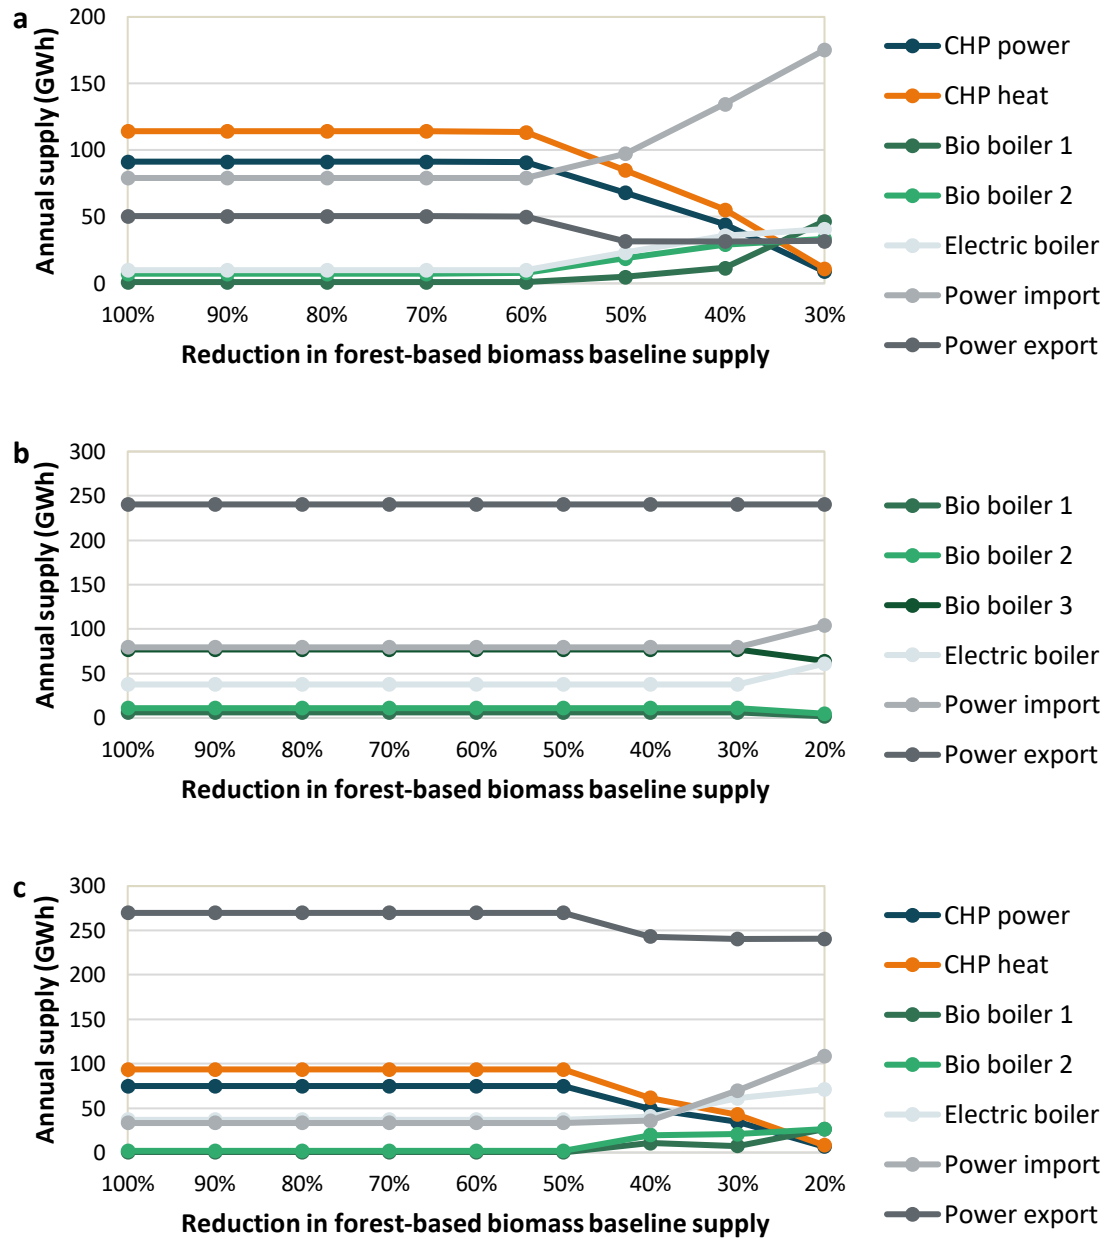 a
Annual supply (GWh)
200
150
100
50
0
100% 90% 80% 70% 60% 50% 40% 30%
Reduction in forest-based biomass baseline supply
CHP power
CHP heat
Bio boiler 1
Bio boiler 2
Electric boiler
Power import
Power export
b
Annual supply (GWh)
300
250
200
150
100
50
0
100% 90% 80% 70% 60% 50% 40% 30% 20%
Reduction in forest-based biomass baseline supply
Bio boiler 1
Bio boiler 2
Bio boiler 3
Electric boiler
Power import
Power export
c
Annual supply (GWh)
300
250
200
150
100
50
0
100% 90% 80% 70% 60% 50% 40% 30% 20%
Reduction in forest-based biomass baseline supply
CHP power
CHP heat
Bio boiler 1
Bio boiler 2
Electric boiler
Power import
Power export